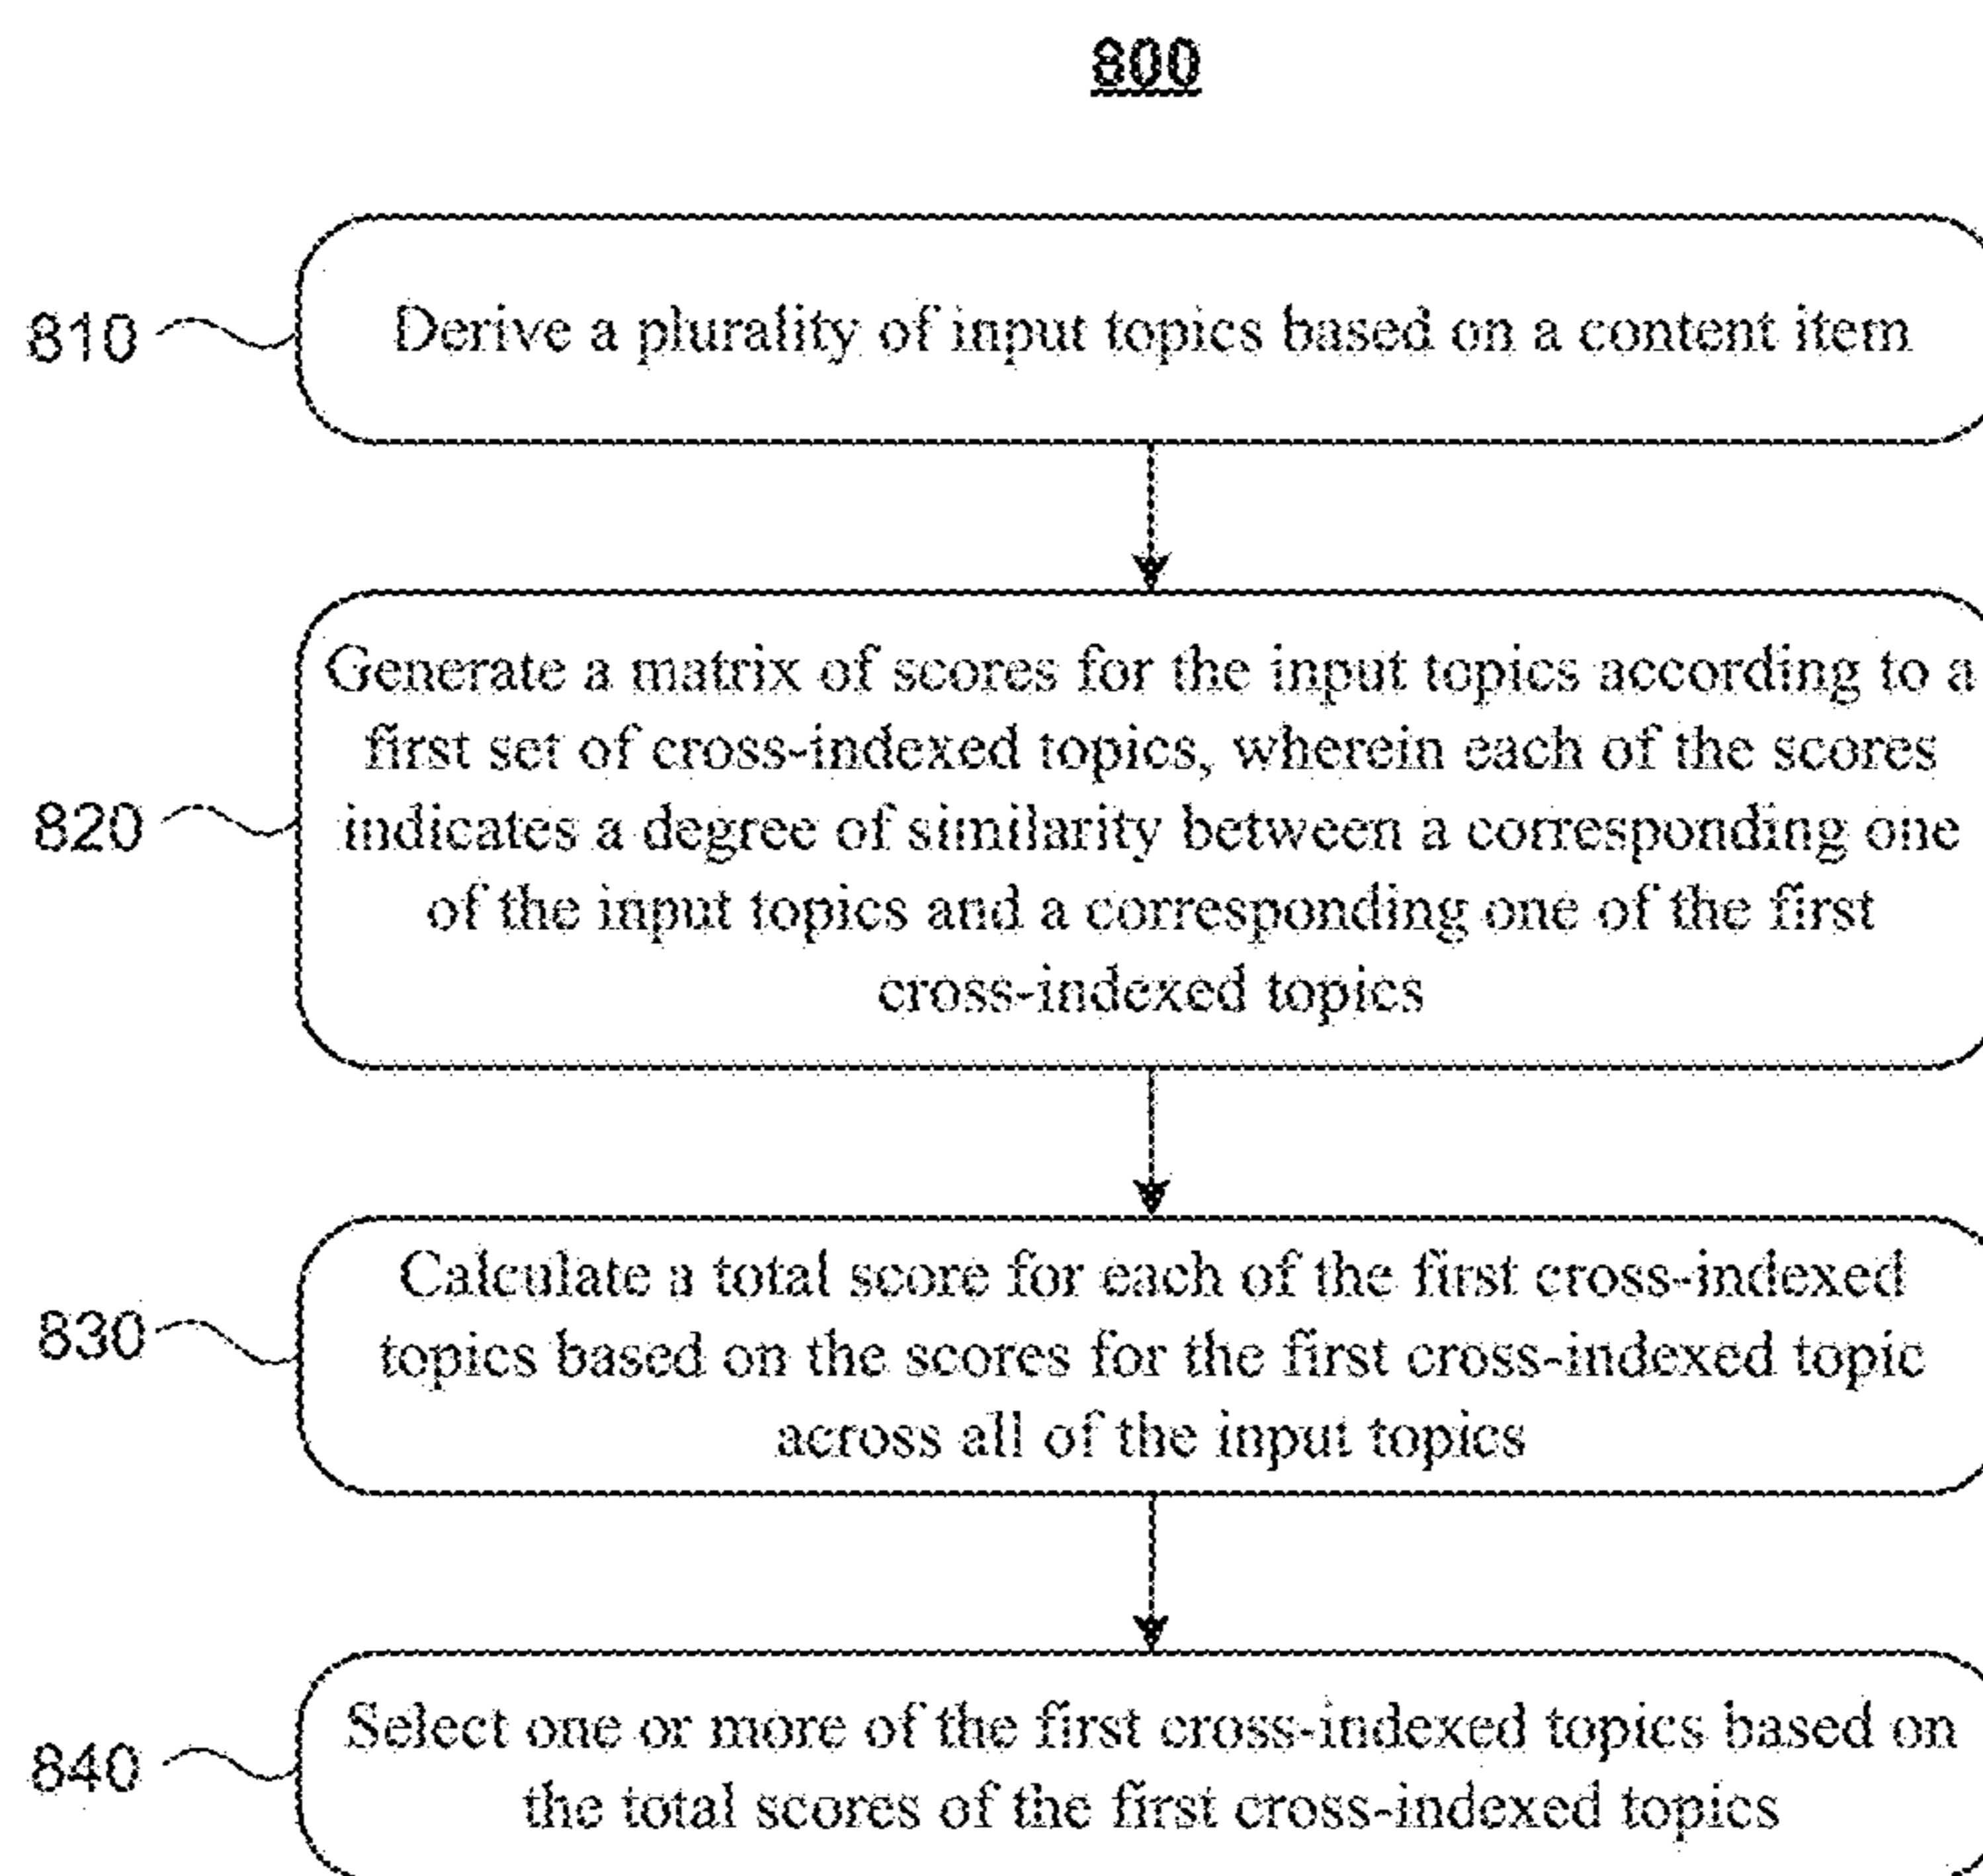 800
810
Derive a plurality of input topics based on a content item
820
Generate a matrix of scores for the input topics according to a
first set of cross-indexed topics, wherein each of the scores
indicates a degree of similarity between a corresponding one
of the input topics and a corresponding one of the first
cross-indexed topics
830
Calculate a total score for each of the first cross-indexed
topics based on the scores for the first cross-indexed topic
across all of the input topics
840
Select one or more of the first cross-indexed topics based on
the total scores of the first cross-indexed topics